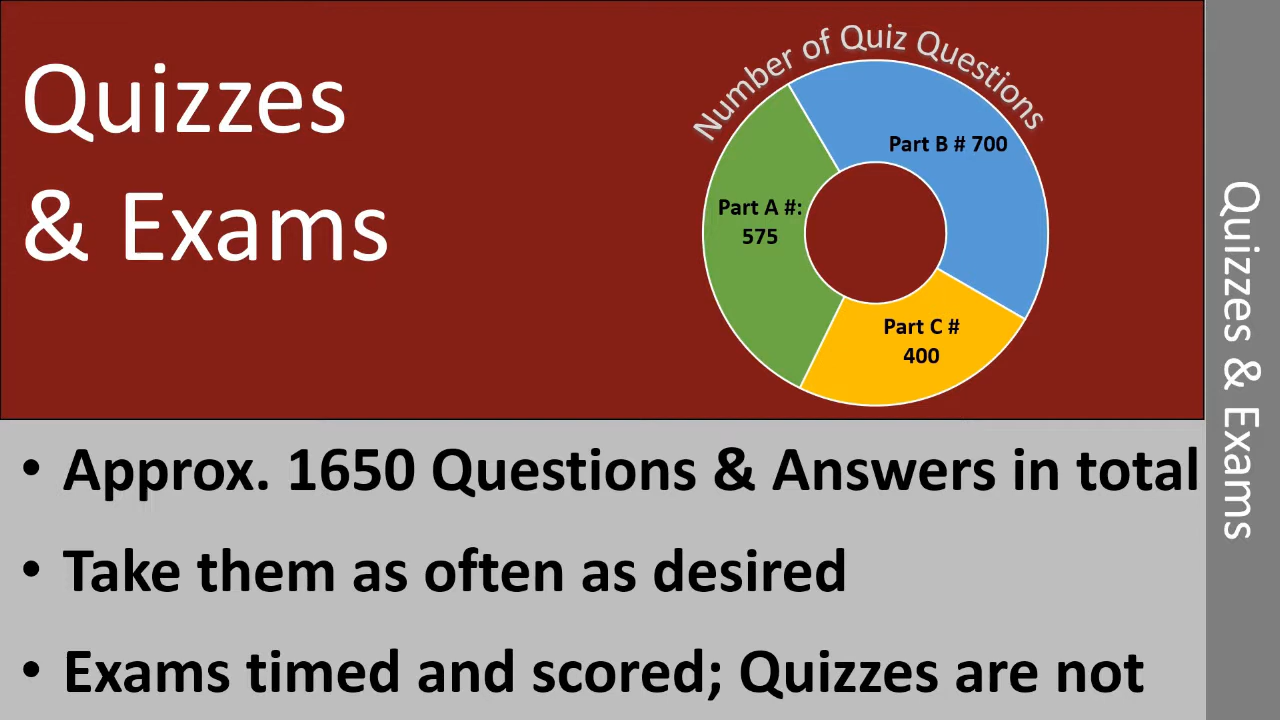 Quizzes
& Exams
Number of Quiz Questions
Part B # 700
Part A #:
575
Part C #
400
• Approx. 1650 Questions & Answers in total
• Take them as often as desired
• Exams timed and scored; Quizzes are not
Quizzes & Exams